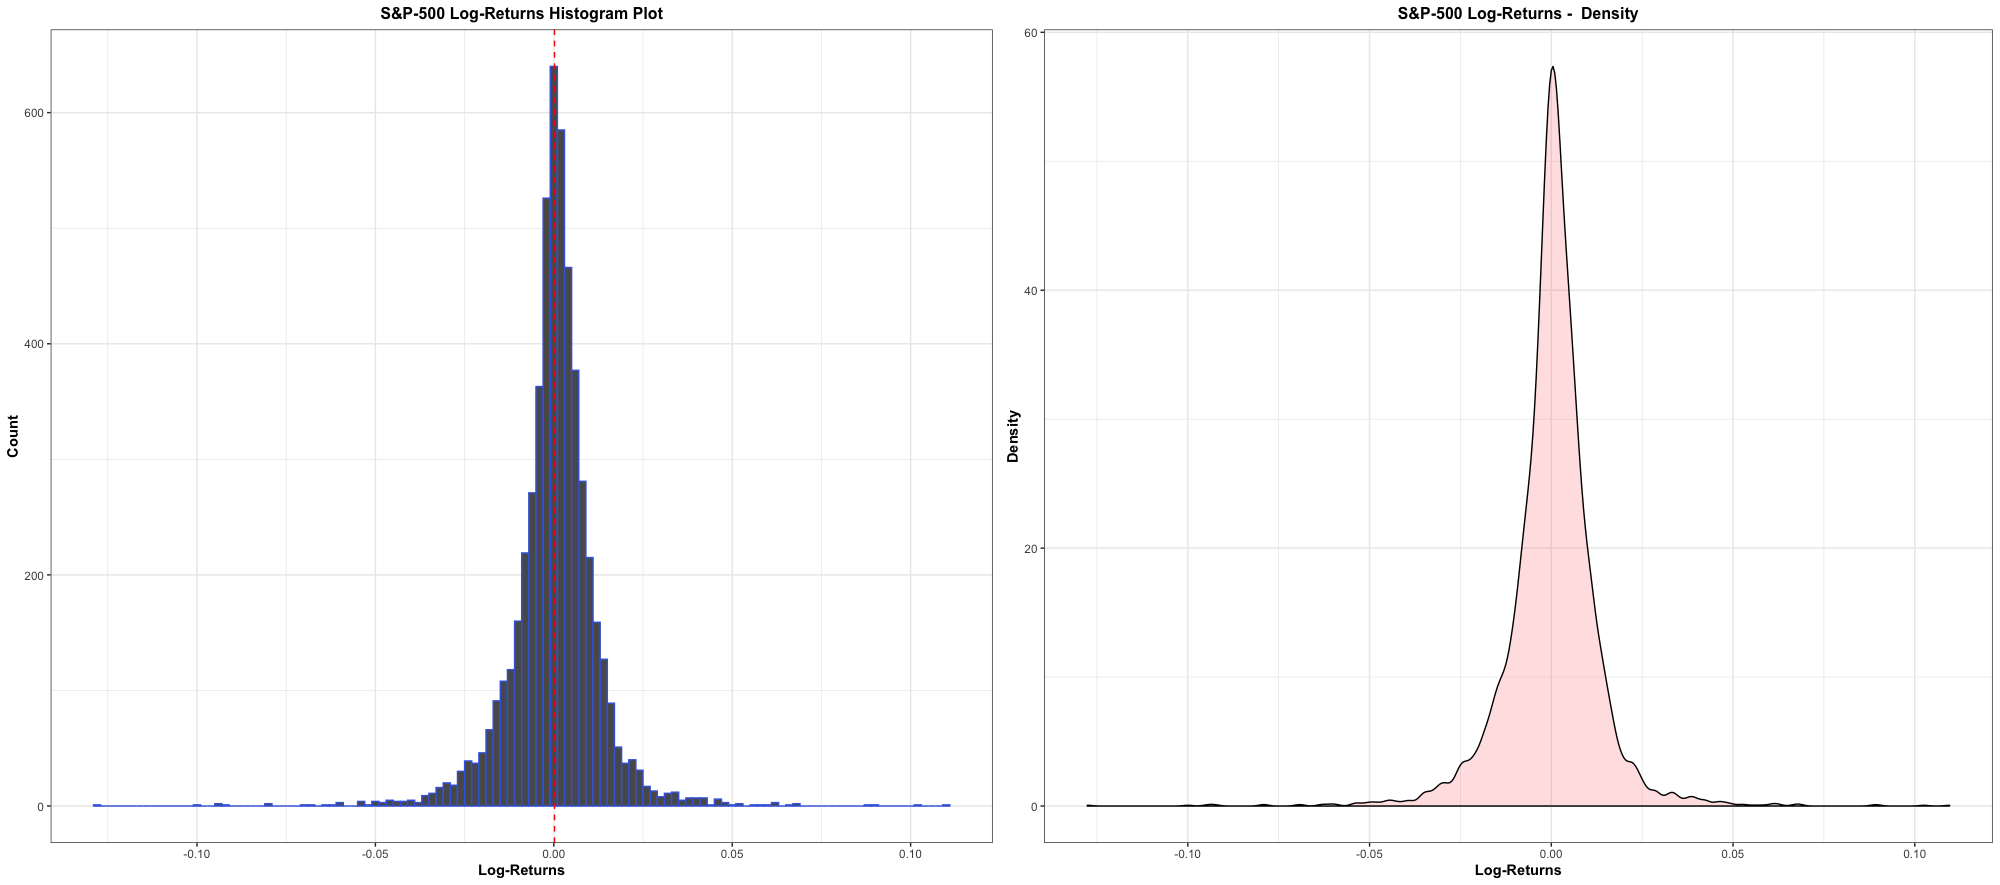 S&P-500 Log-Returns Histogram Plot
600
400
200
0
Count
-0.10 -0.05 0.00 0.05 0.10
Log-Returns
S&P-500 Log-Returns -  Density
60
40
20
0
Density
-0.10 -0.05 0.00 0.05 0.10
Log-Returns